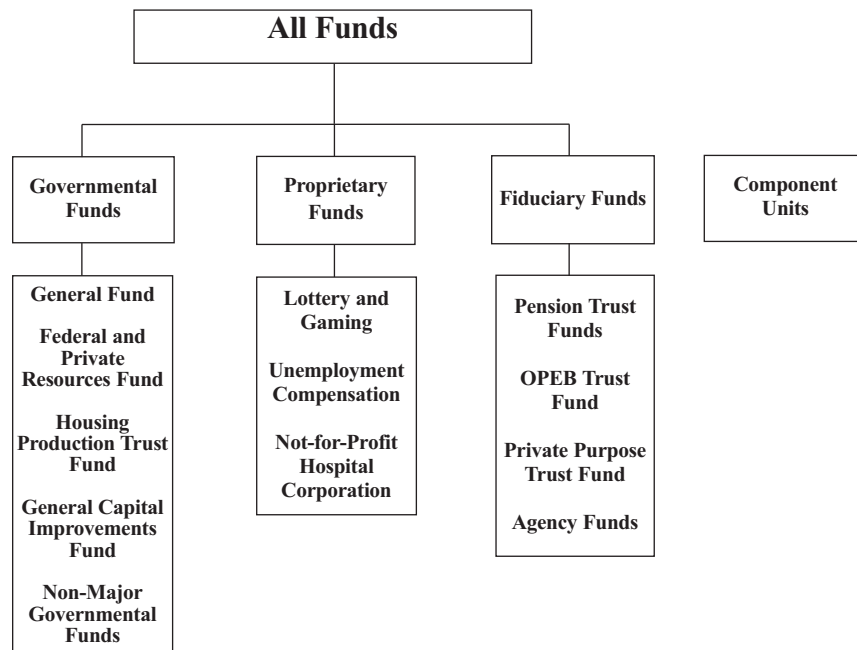 All Funds
Governmental
Funds
Proprietary
Funds
Fiduciary Funds
Component
Units
General Fund
Federal and
Private
Resources Fund
Housing
Production Trust
Fund
General Capital
Improvements
Fund
Non-Major
Governmental
Funds
Lottery and
Gaming
Unemployment
Compensation
Not-for-Profit
Hospital
Corporation
Pension Trust
Funds
OPEB Trust
Fund
Private Purpose
Trust Fund
Agency Funds